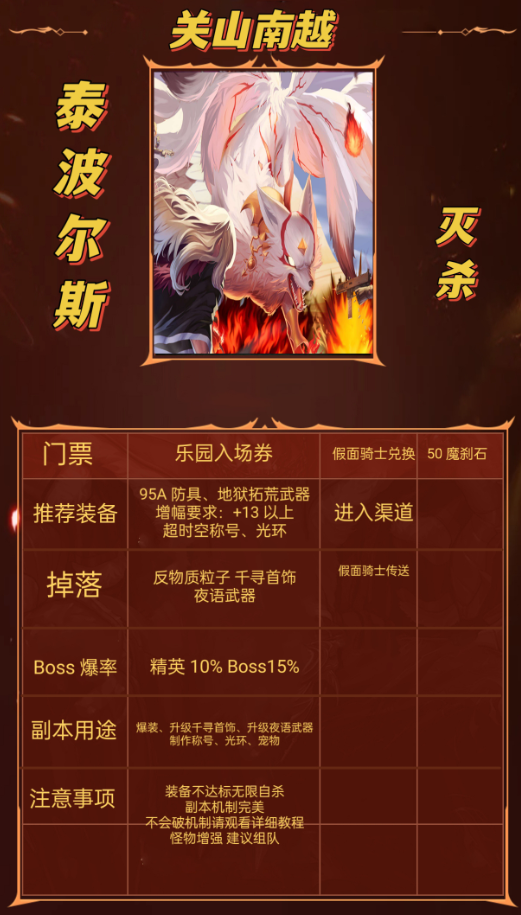 关山南越
泰波尔斯
灭杀
门票
乐园入场券
假面骑士兑换
50 魔刹石
推荐装备
95A 防具、地狱拓荒武器
增幅要求：+13 以上
超时空称号、光环
进入渠道
掉落
反物质粒子 千寻首饰
夜语武器
假面骑士传送
Boss 爆率
精英 10% Boss15%
副本用途
爆装、升级千寻首饰、升级夜语武器
制作称号、光环、宠物
注意事项
装备不达标无限自杀
副本机制完美
不会破机制请观看详细教程
怪物增强 建议组队